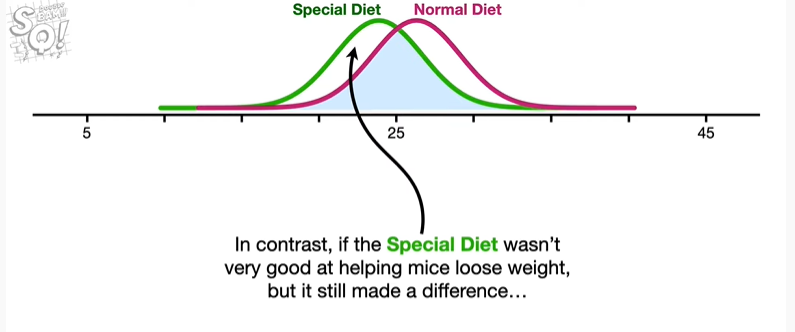 Special Diet Normal Diet
5 25 45
In contrast, if the Special Diet wasn’t
very good at helping mice loose weight,
but it still made a difference…